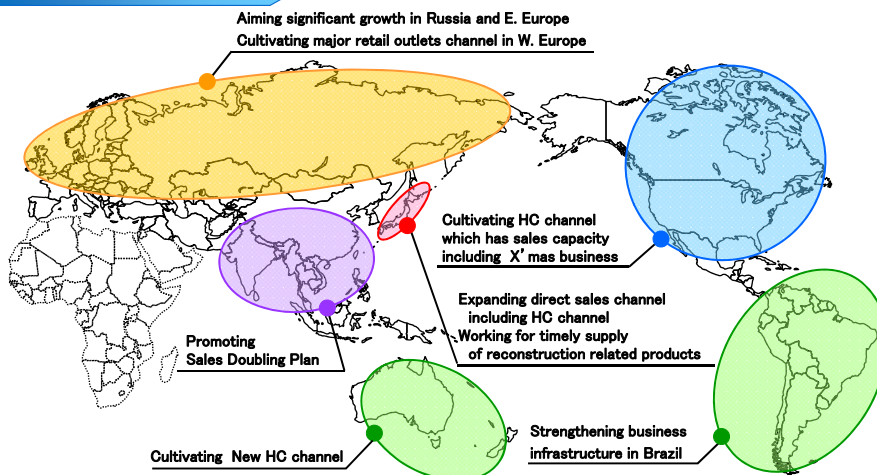 Aiming significant growth in Russia and E. Europe
Cultivating major retail outlets channel in W. Europe
Cultivating HC channel
which has sales capacity
including X' mas business
Expanding direct sales channel
including HC channel
Working for timely supply
of reconstruction related products
Promoting
Sales Doubling Plan
Cultivating New HC channel
Strengthening business
infrastructure in Brazil